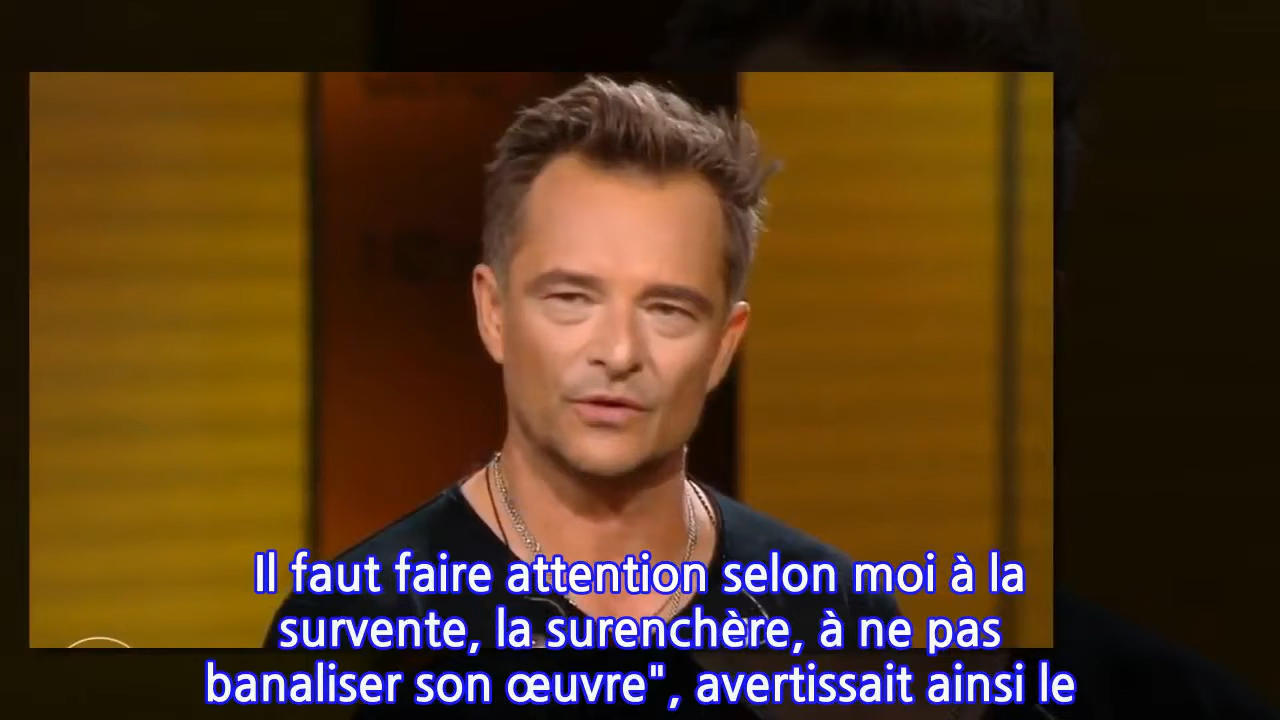 Il faut faire attention selon moi à la
survente, la surenchère, à ne pas
banaliser son œuvre", avertissait ainsi le